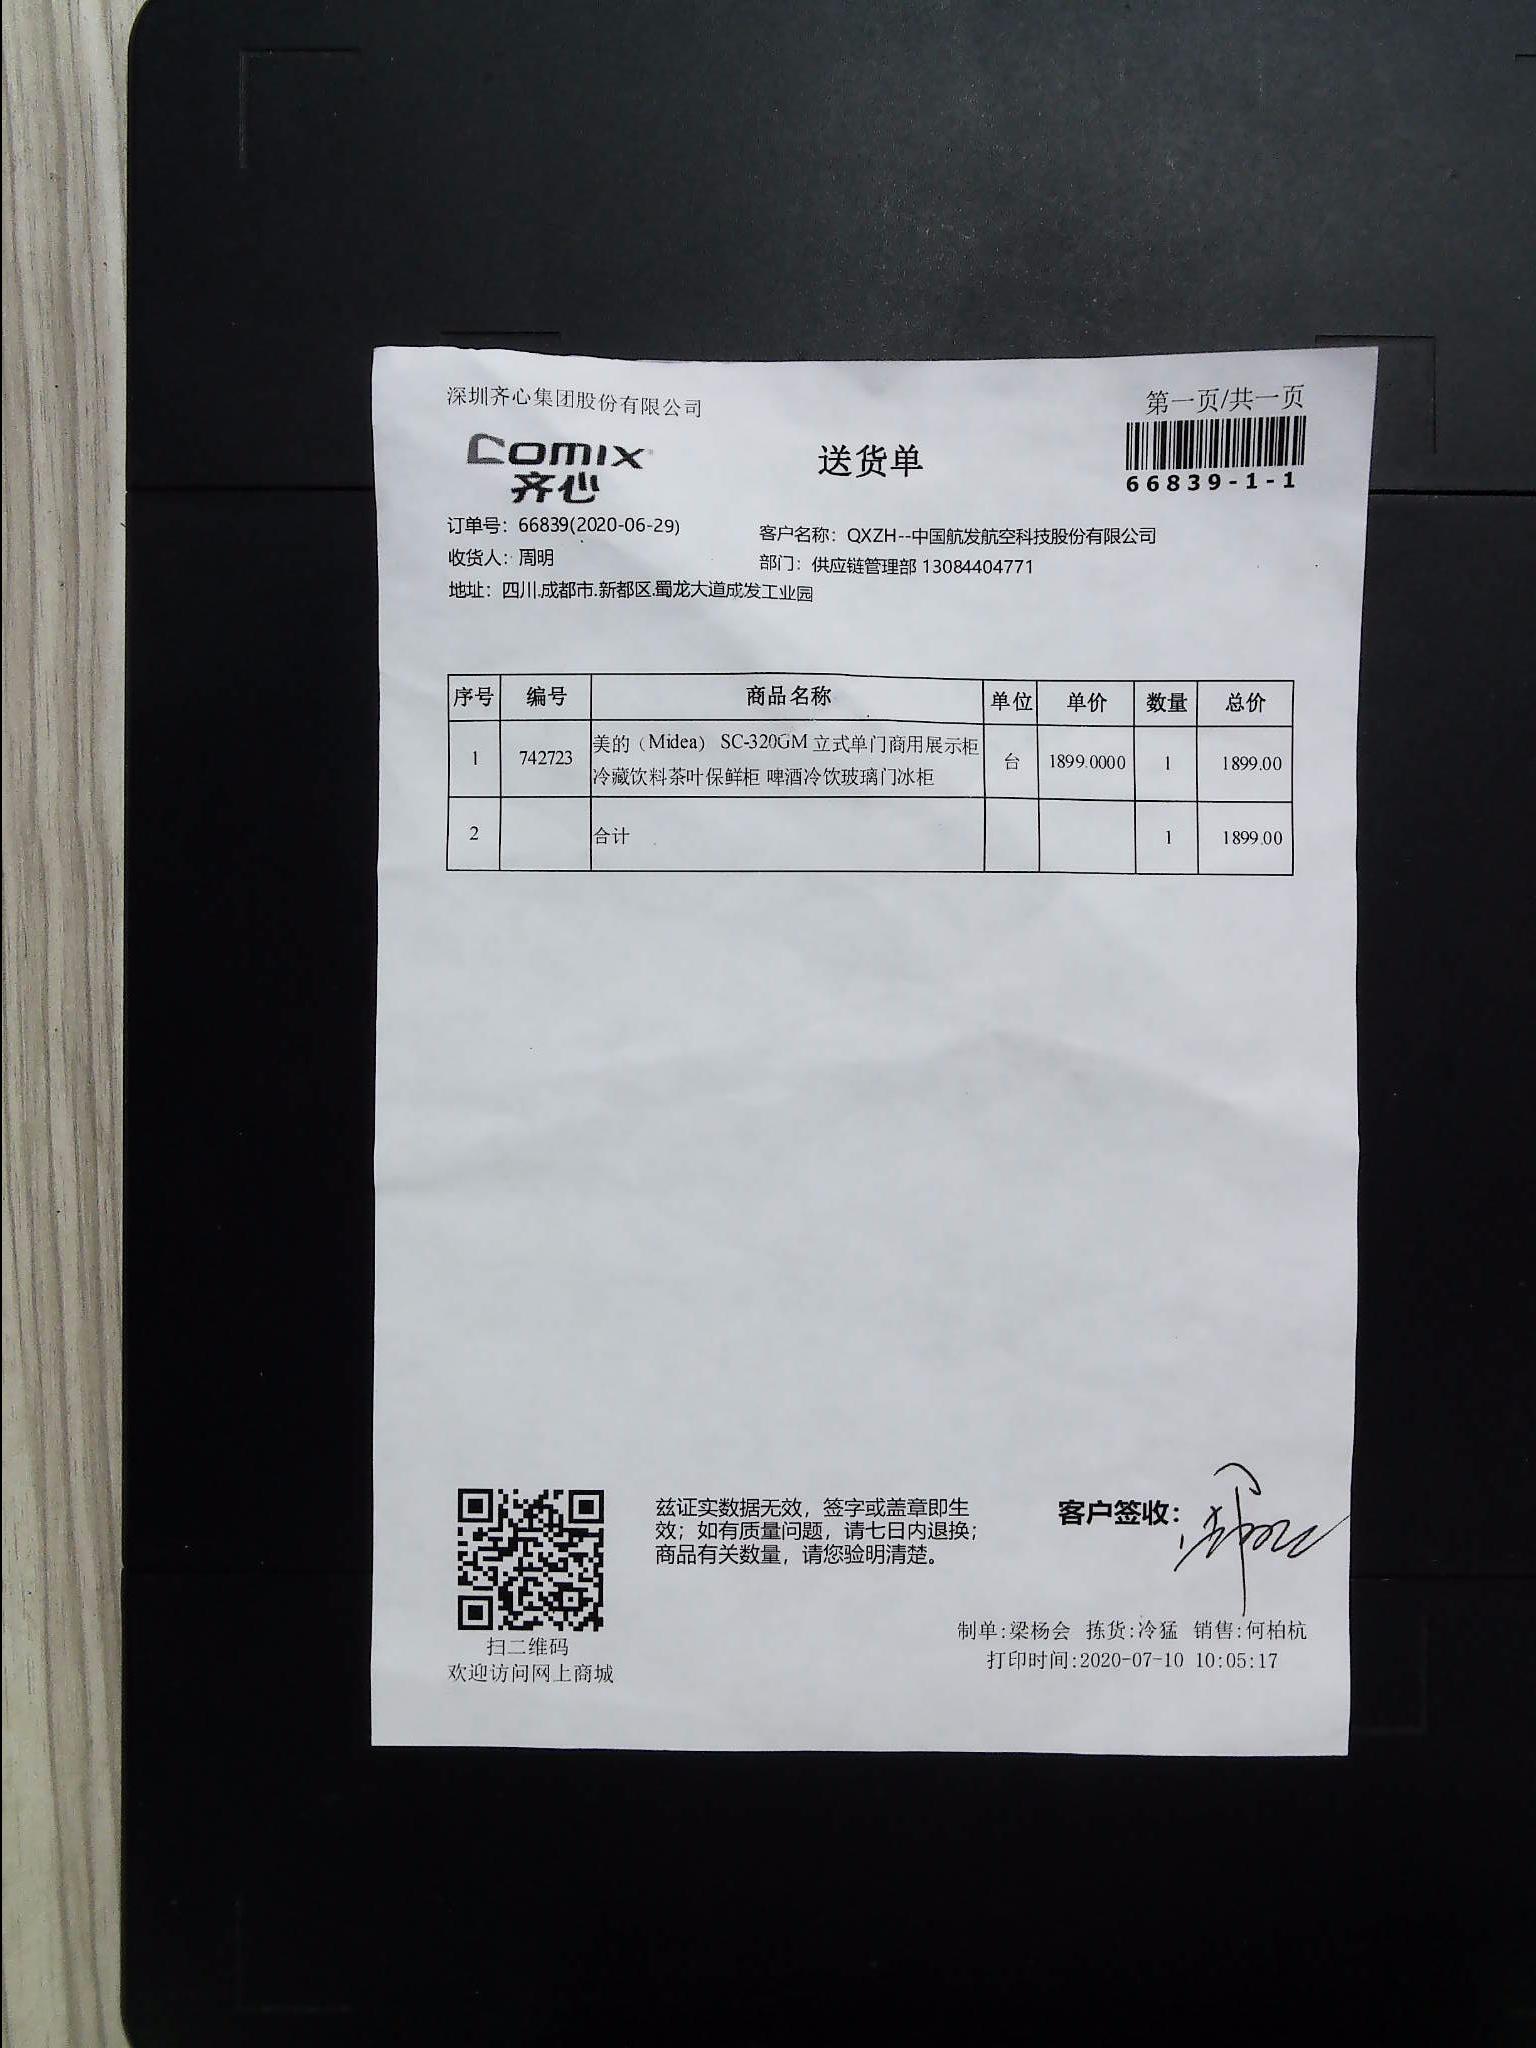 深圳齐心集团股份有限公司
第一页/共一页
Comix
齐心
送货单
66839-1-1
订单号：66839(2020-06-29)
客户名称：QXZH--中国航发航空科技股份有限公司
收货人：周明
部门：供应链管理部 13084404771
地址：四川.成都市.新都区.蜀龙大道成发工业园
序号 编号 商品名称 单位 单价 数量 总价
1 742723 美的（Midea） SC-320GM 立式单门商用展示柜 台 1899.0000 1 1899.00
冷藏饮料茶叶保鲜柜 啤酒冷饮玻璃门冰柜
2 合计 1 1899.00
兹证实数据无效，签字或盖章即生
效；如有质量问题，请七日内退换；
商品有关数量，请您验明清楚。
客户签收：
扫二维码
欢迎访问网上商城
制单:梁杨会 拣货:冷猛 销售:何柏杭
打印时间:2020-07-10 10:05:17